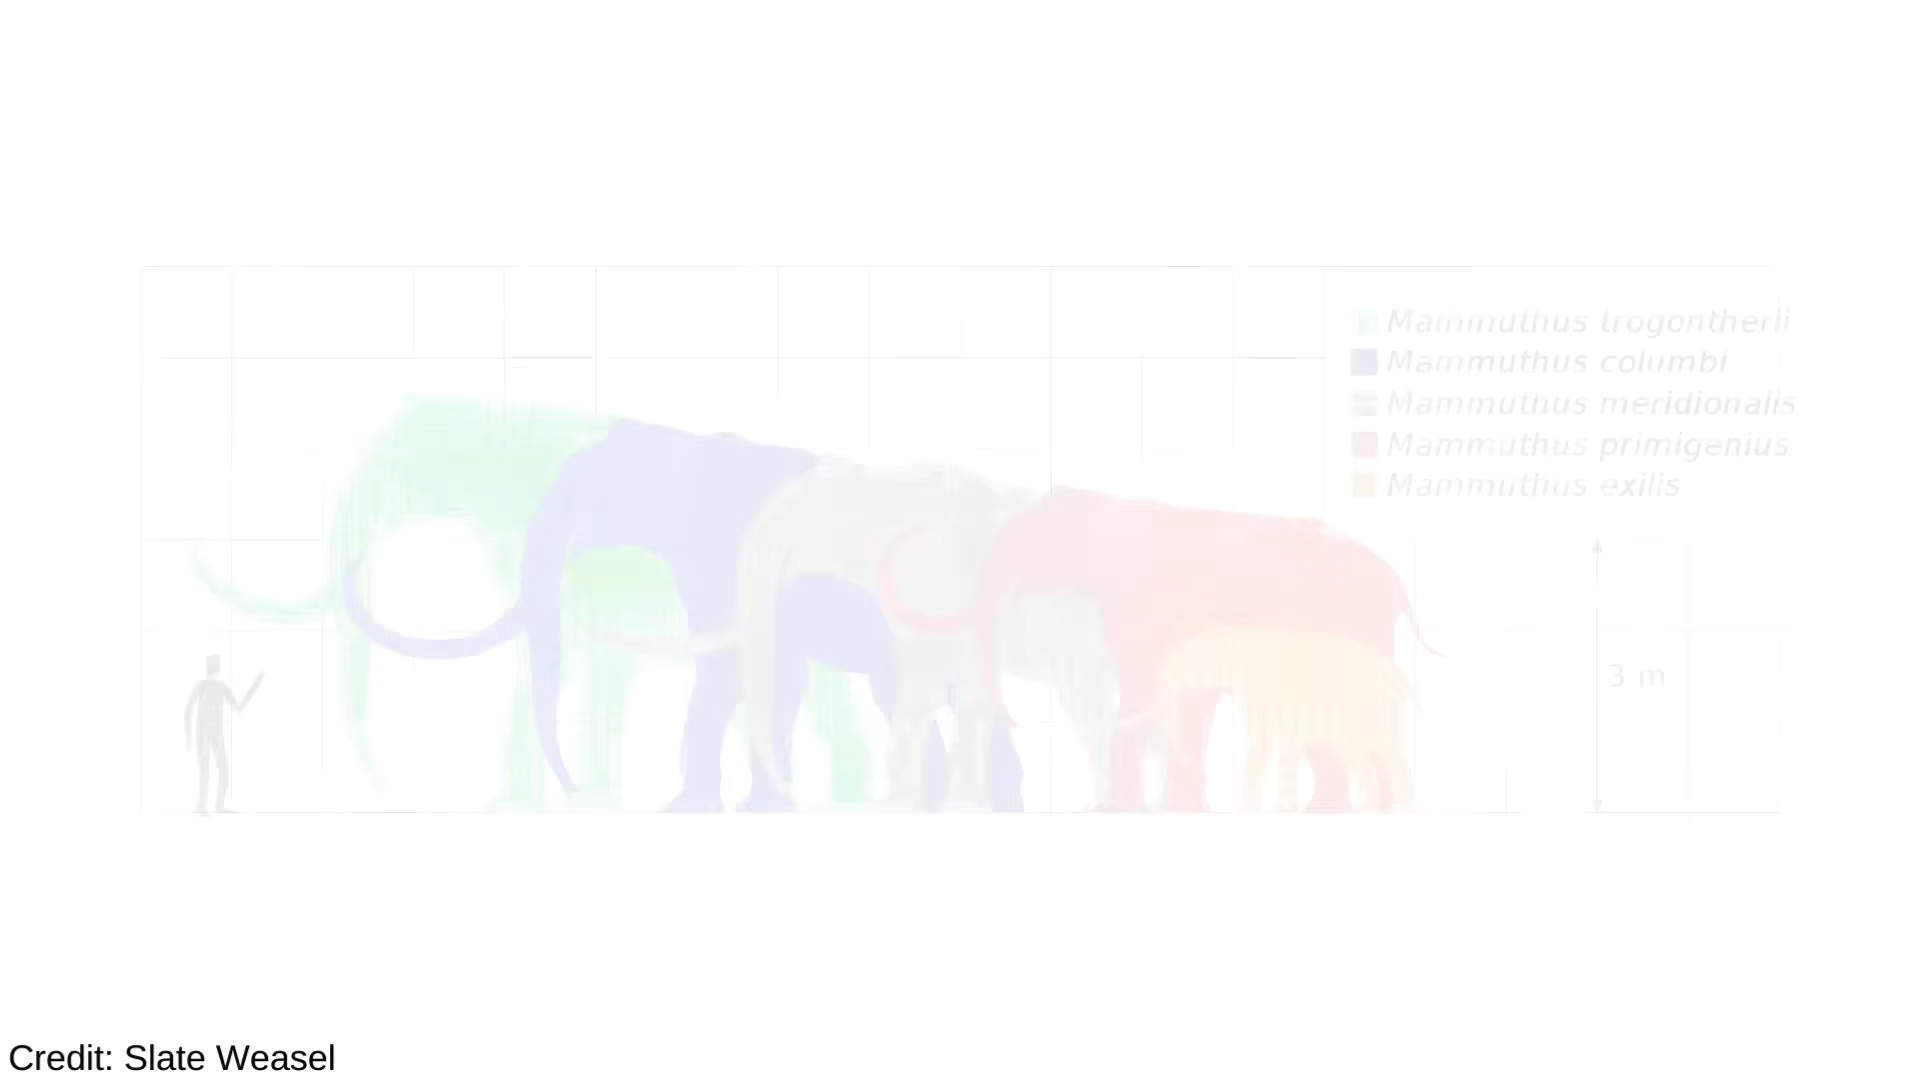 Mammuthus trogontherii
Mammuthus columbi
Mammuthus meridionalis
Mammuthus primigenius
Mammuthus exilis
3 m
Credit: Slate Weasel